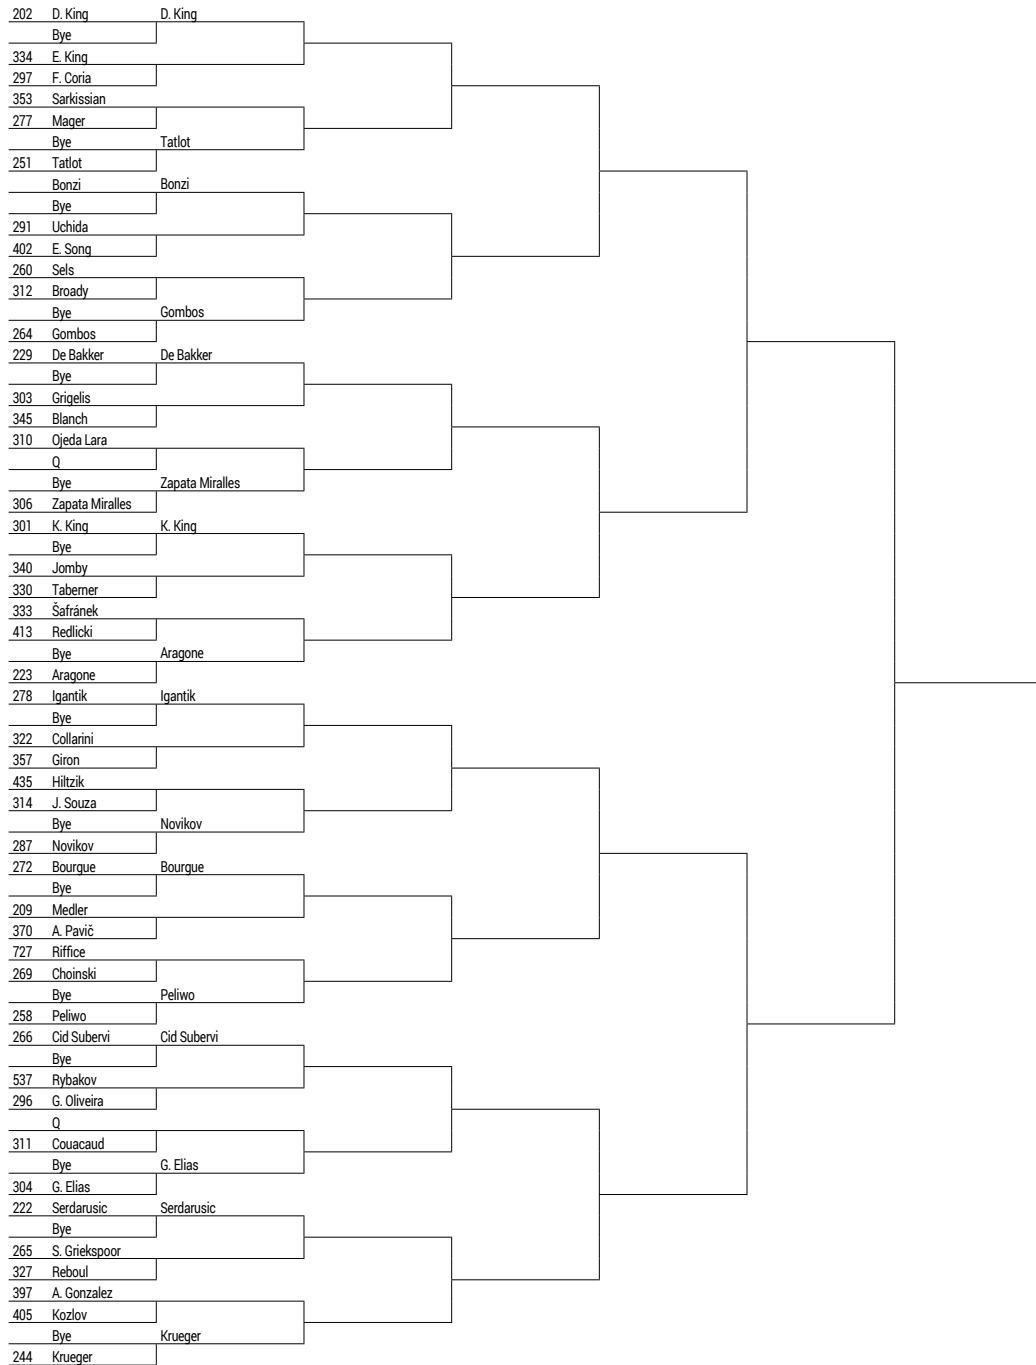 202 D. King D. King
Bye
334 E. King
297 F. Coria
353 Sarkissian
277 Mager
Bye Tatlot
251 Tatlot
Bonzi Bonzi
Bye
291 Uchida
402 E. Song
260 Sels
312 Broady
Bye Gombos
264 Gombos
229 De Bakker De Bakker
Bye
303 Grigelis
345 Blanch
310 Ojeda Lara
Q
Bye Zapata Miralles
306 Zapata Miralles
301 K. King K. King
Bye
340 Jomby
330 Taberner
333 Šafránek
413 Redlicki
Bye Aragone
223 Aragone
278 Igantik Igantik
Bye
322 Collarini
357 Giron
435 Hiltzik
314 J. Souza
Bye Novikov
287 Novikov
272 Bourgue Bourgue
Bye
209 Medler
370 A. Pavič
727 Riffice
269 Choinski
Bye Peliwo
258 Peliwo
266 Cid Subervi Cid Subervi
Bye
537 Rybakov
296 G. Oliveira
Q
311 Couacaud
Bye G. Elias
304 G. Elias
222 Serdarusic Serdarusic
Bye
265 S. Griekspoor
327 Reboul
397 A. Gonzalez
405 Kozlov
Bye Krueger
244 Krueger